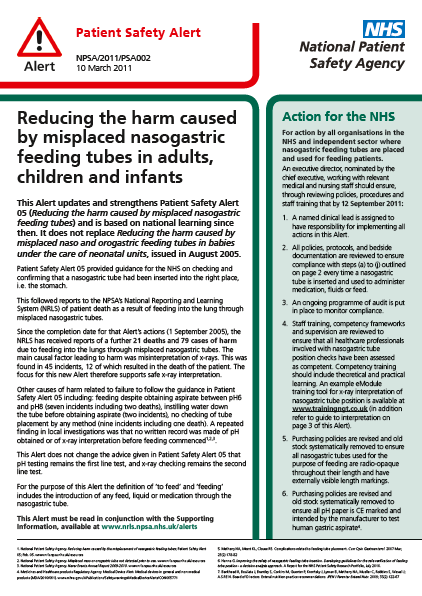 Alert
Patient Safety Alert
NPSA/2011/PSA002
10 March 2011
NHS
National Patient
Safety Agency
Reducing the harm caused
by misplaced nasogastric
feeding tubes in adults,
children and infants
This Alert updates and strengthens Patient Safety Alert
05 (Reducing the harm caused by misplaced nasogastric
feeding tubes) and is based on national learning since
then. It does not replace Reducing the harm caused by
misplaced naso and orogastric feeding tubes in babies
under the care of neonatal units, issued in August 2005.
Patient Safety Alert 05 provided guidance for the NHS on checking and
confirming that a nasogastric tube had been inserted into the right place,
i.e. the stomach.
This followed reports to the NPSA's National Reporting and Learning
System (NRLS) of patient death as a result of feeding into the lung through
misplaced nasogastric tubes.
Since the completion date for that Alert's actions (1 September 2005), the
NRLS has received reports of a further 21 deaths and 79 cases of harm
due to feeding into the lungs through misplaced nasogastric tubes. The
main causal factor leading to harm was misinterpretation of x-rays. This was
found in 45 incidents, 12 of which resulted in the death of the patient. The
focus for this new Alert therefore supports safe x-ray interpretation.
Other causes of harm related to failure to follow the guidance in Patient
Safety Alert 05 including: feeding despite obtaining aspirate between pH6
and pH8 (seven incidents including two deaths), instilling water down
the tube before obtaining aspirate (two incidents), no checking of tube
placement by any method (nine incidents including one death). A repeated
finding in local investigations was that no written record was made of pH
obtained or of x-ray interpretation before feeding commenced¹,²,³.
This Alert does not change the advice given in Patient Safety Alert 05 that
pH testing remains the first line test, and x-ray checking remains the second
line test.
For the purpose of this Alert the definition of 'to feed' and 'feeding'
includes the introduction of any feed, liquid or medication through the
nasogastric tube.
This Alert must be read in conjunction with the Supporting
Information, available at www.nrls.npsa.nhs.uk/alerts
Action for the NHS
For action by all organisations in the
NHS and independent sector where
nasogastric feeding tubes are placed
and used for feeding patients.
An executive director, nominated by the
chief executive, working with relevant
medical and nursing staff should ensure,
through reviewing policies, procedures and
staff training that by 12 September 2011:
1. A named clinical lead is assigned to
have responsibility for implementing all
actions in this Alert.
2. All policies, protocols, and bedside
documentation are reviewed to ensure
compliance with steps (a) to (j) outlined
on page 2 every time a nasogastric
tube is inserted and used to administer
medication, fluids or feed.
3. An ongoing programme of audit is put
in place to monitor compliance.
4. Staff training, competency frameworks
and supervision are reviewed to
ensure that all healthcare professionals
involved with nasogastric tube
position checks have been assessed
as competent. Competency training
should include theoretical and practical
learning. An example eModule
training tool for x-ray interpretation of
nasogastric tube position is available at
www.trainingngt.co.uk (in addition
refer to guide to interpretation on
page 3 of this Alert).
5. Purchasing policies are revised and old
stock systematically removed to ensure
all nasogastric tubes used for the
purpose of feeding are radio-opaque
throughout their length and have
externally visible length markings.
6. Purchasing policies are revised and
old stock systematically removed to
ensure all pH paper is CE marked and
intended by the manufacturer to test
human gastric aspirate⁴.